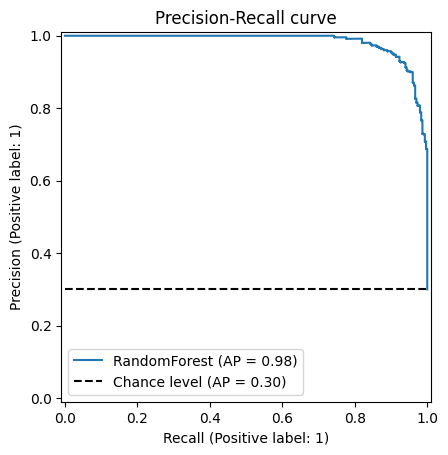 Precision-Recall curve
1.0
0.8
0.6
0.4
0.2
0.0
Precision (Positive label: 1)
RandomForest (AP = 0.98)
Chance level (AP = 0.30)
0.0 0.2 0.4 0.6 0.8 1.0
Recall (Positive label: 1)